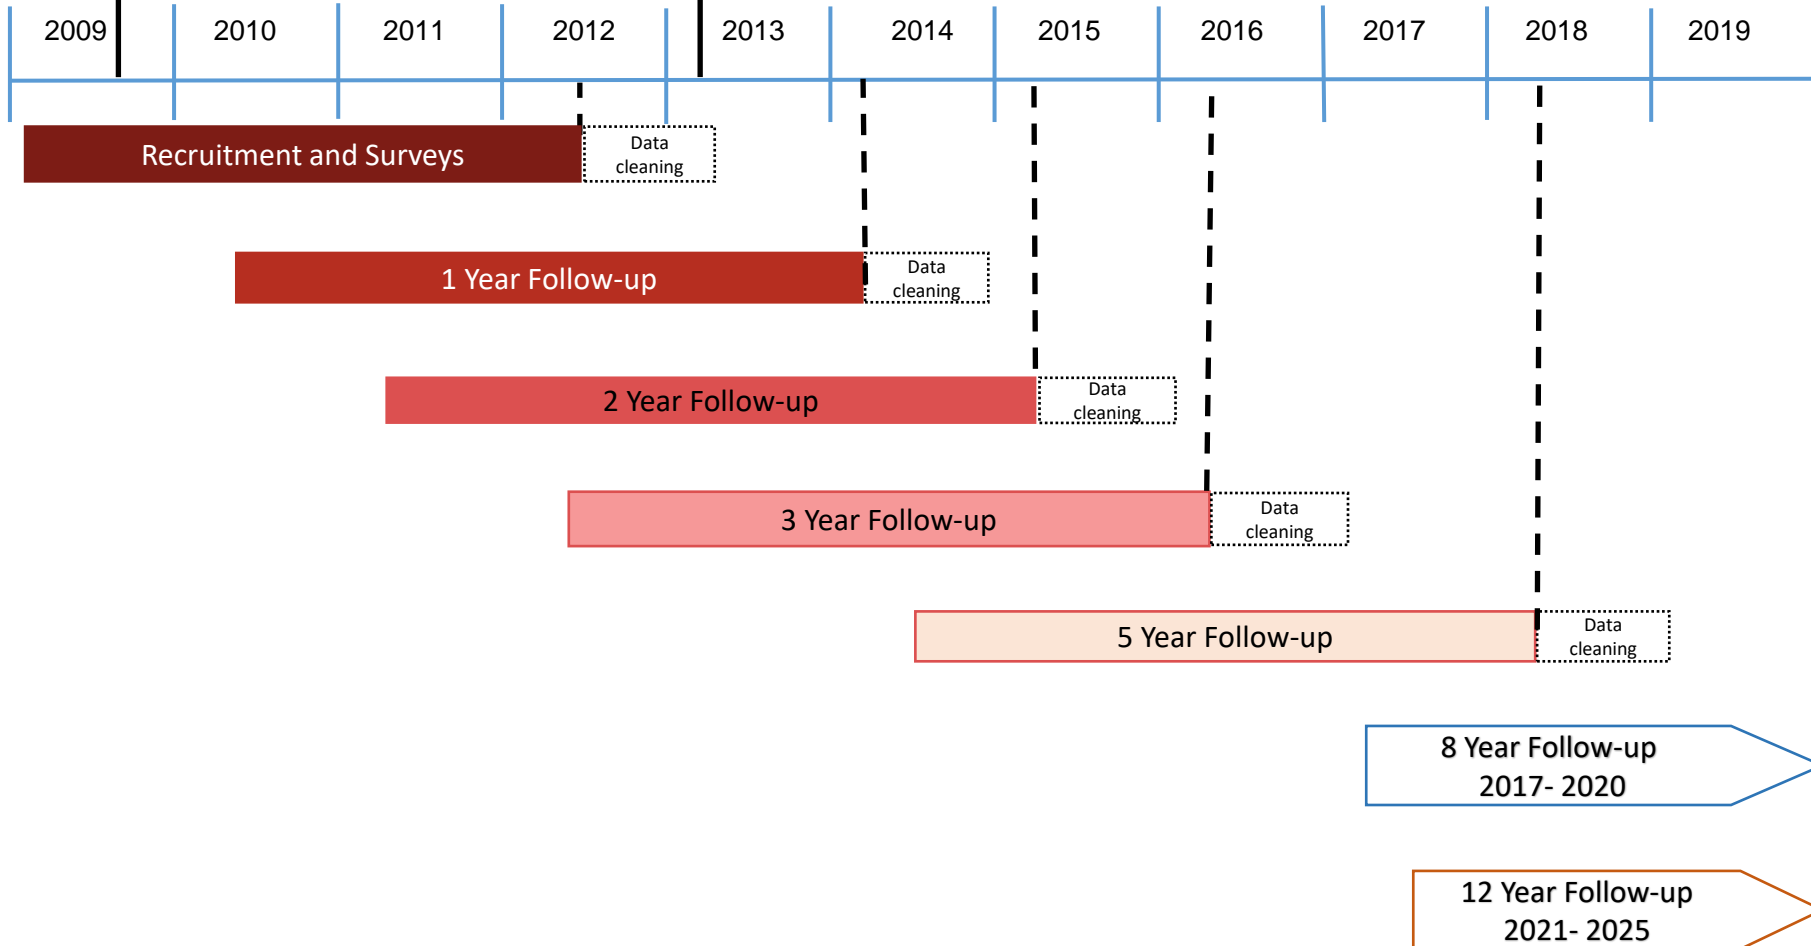 2009
2010
2011
2012
2013
2014
2015
2016
2017
2018
2019
Recruitment and Surveys
Data
cleaning
1 Year Follow-up
Data
cleaning
2 Year Follow-up
Data
cleaning
3 Year Follow-up
Data
cleaning
5 Year Follow-up
Data
cleaning
8 Year Follow-up
2017- 2020
12 Year Follow-up
2021- 2025